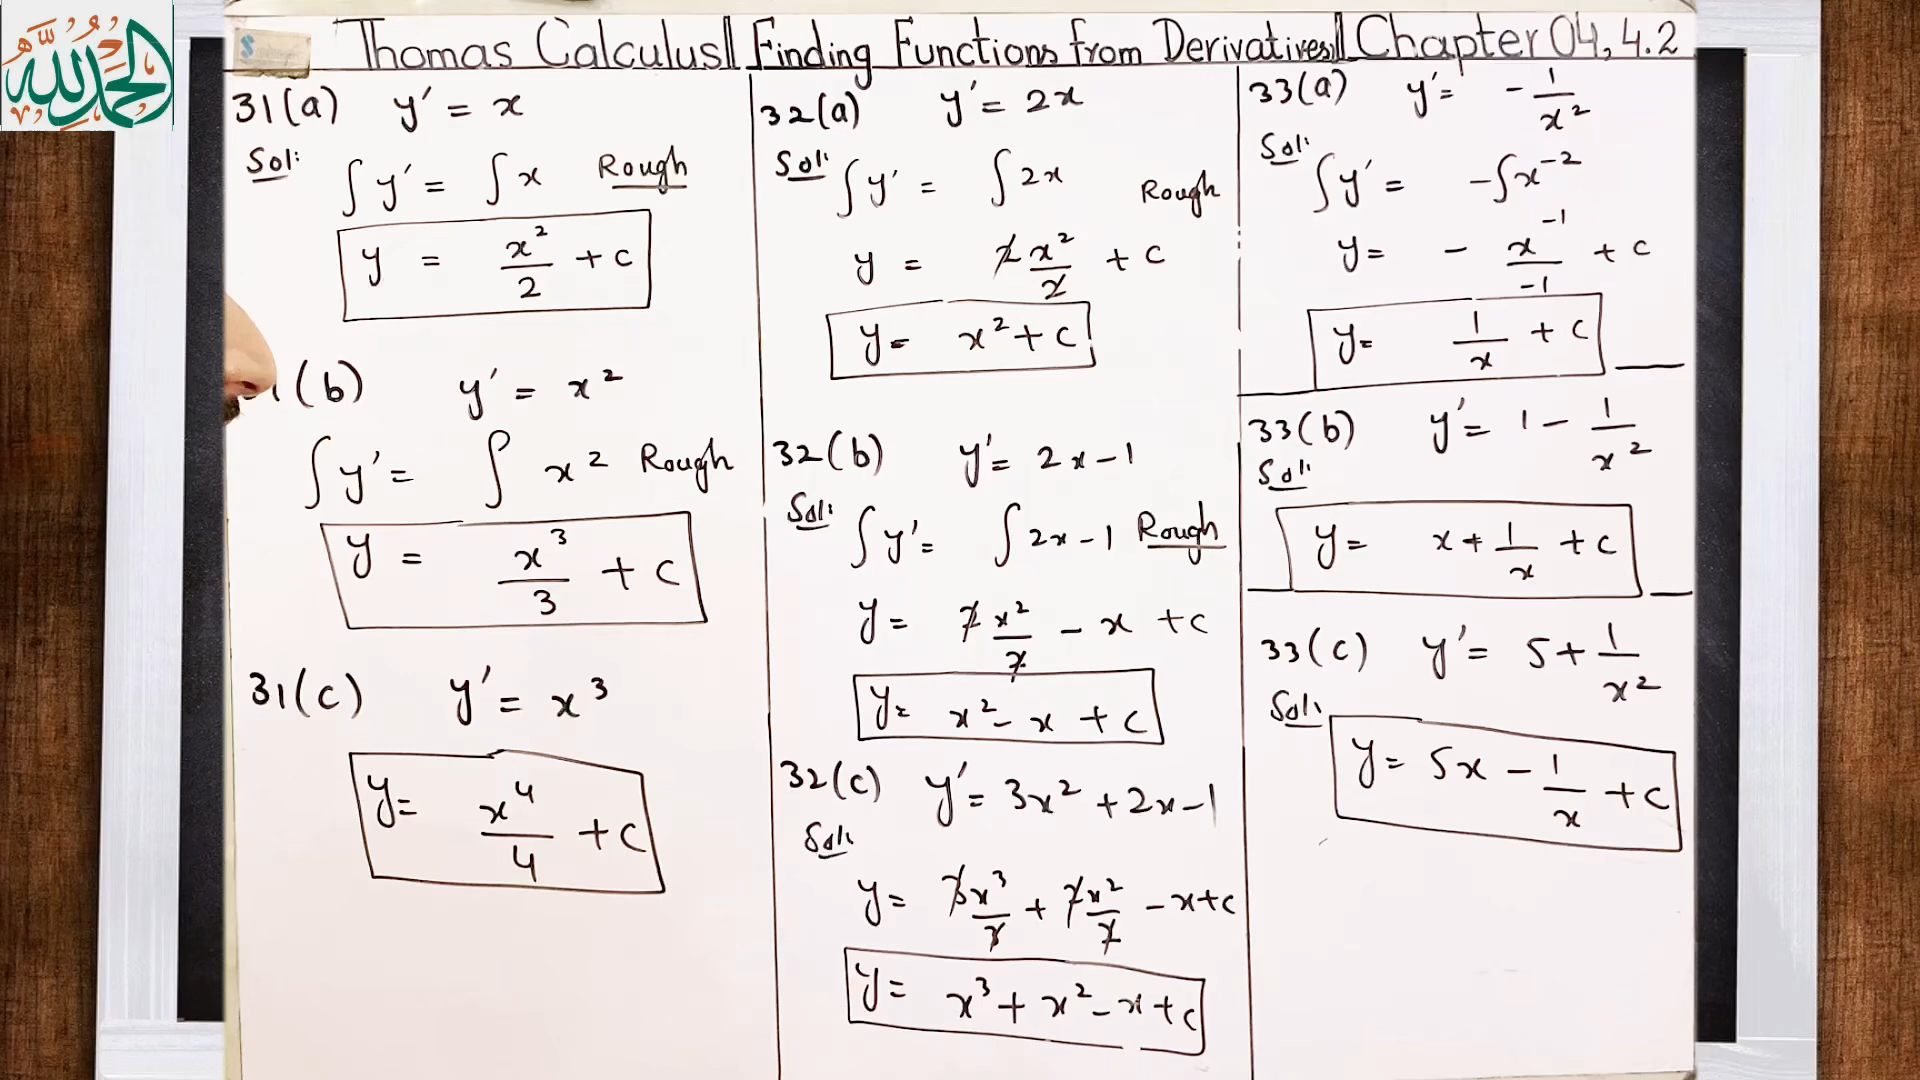 الحمد لله
Thomas Calculus|| Finding Functions from Derivatives|| Chapter 04, 4.2
31(a) y' = x
Sol:
∫y' = ∫x Rough
y = x²/2 + c
(b) y' = x²
∫y' = ∫x² Rough
y = x³/3 + c
31(c) y' = x³
y = x⁴/4 + c
32(a) y' = 2x
Sol: ∫y' = ∫2x Rough
y = 2x²/2 + c
y = x² + c
32(b) y' = 2x-1
Sol: ∫y' = ∫2x-1 Rough
y = 2x²/2 - x + c
y = x² - x + c
32(c) y' = 3x² + 2x-1
Sol:
y = 3x³/3 + 2x²/2 - x + c
y = x³ + x² - x + c
33(a) y' = -1/x²
Sol:
∫y' = -∫x⁻²
y = - x⁻¹/-1 + c
y = 1/x + c
33(b) y' = 1 - 1/x²
Sol:
y = x + 1/x + c
33(c) y' = 5 + 1/x²
Sol:
y = 5x - 1/x + c